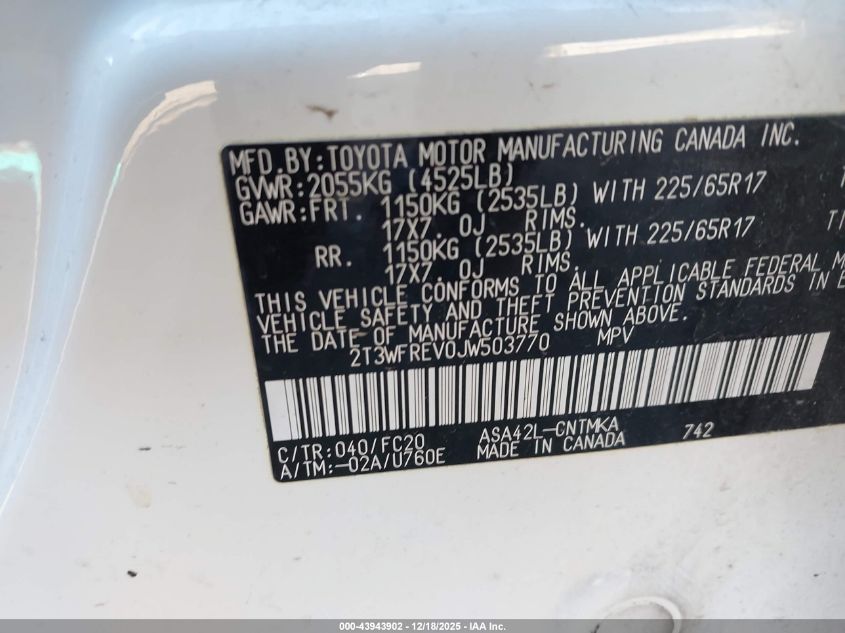 MFD.BY:TOYOTA MOTOR MANUFACTURING CANADA INC.
GVWR:2055KG (4525LB)
GAWR:FRT. 1150KG (2535LB) WITH 225/65R17
17X7. 0J RIMS.
RR. 1150KG (2535LB) WITH 225/65R17
17X7 0J RIMS.
THIS VEHICLE CONFORMS TO ALL APPLICABLE FEDERAL M
VEHICLE SAFETY AND THEFT PREVENTION STANDARDS IN E
THE DATE OF MANUFACTURE SHOWN ABOVE.
2T3WFREV0JW503770 MPV
C/TR:040/FC20 ASA42L-CNTMKA 742
A/TM:-02A/U760E MADE IN CANADA
000-43943902 - 12/18/2025 - IAA Inc.